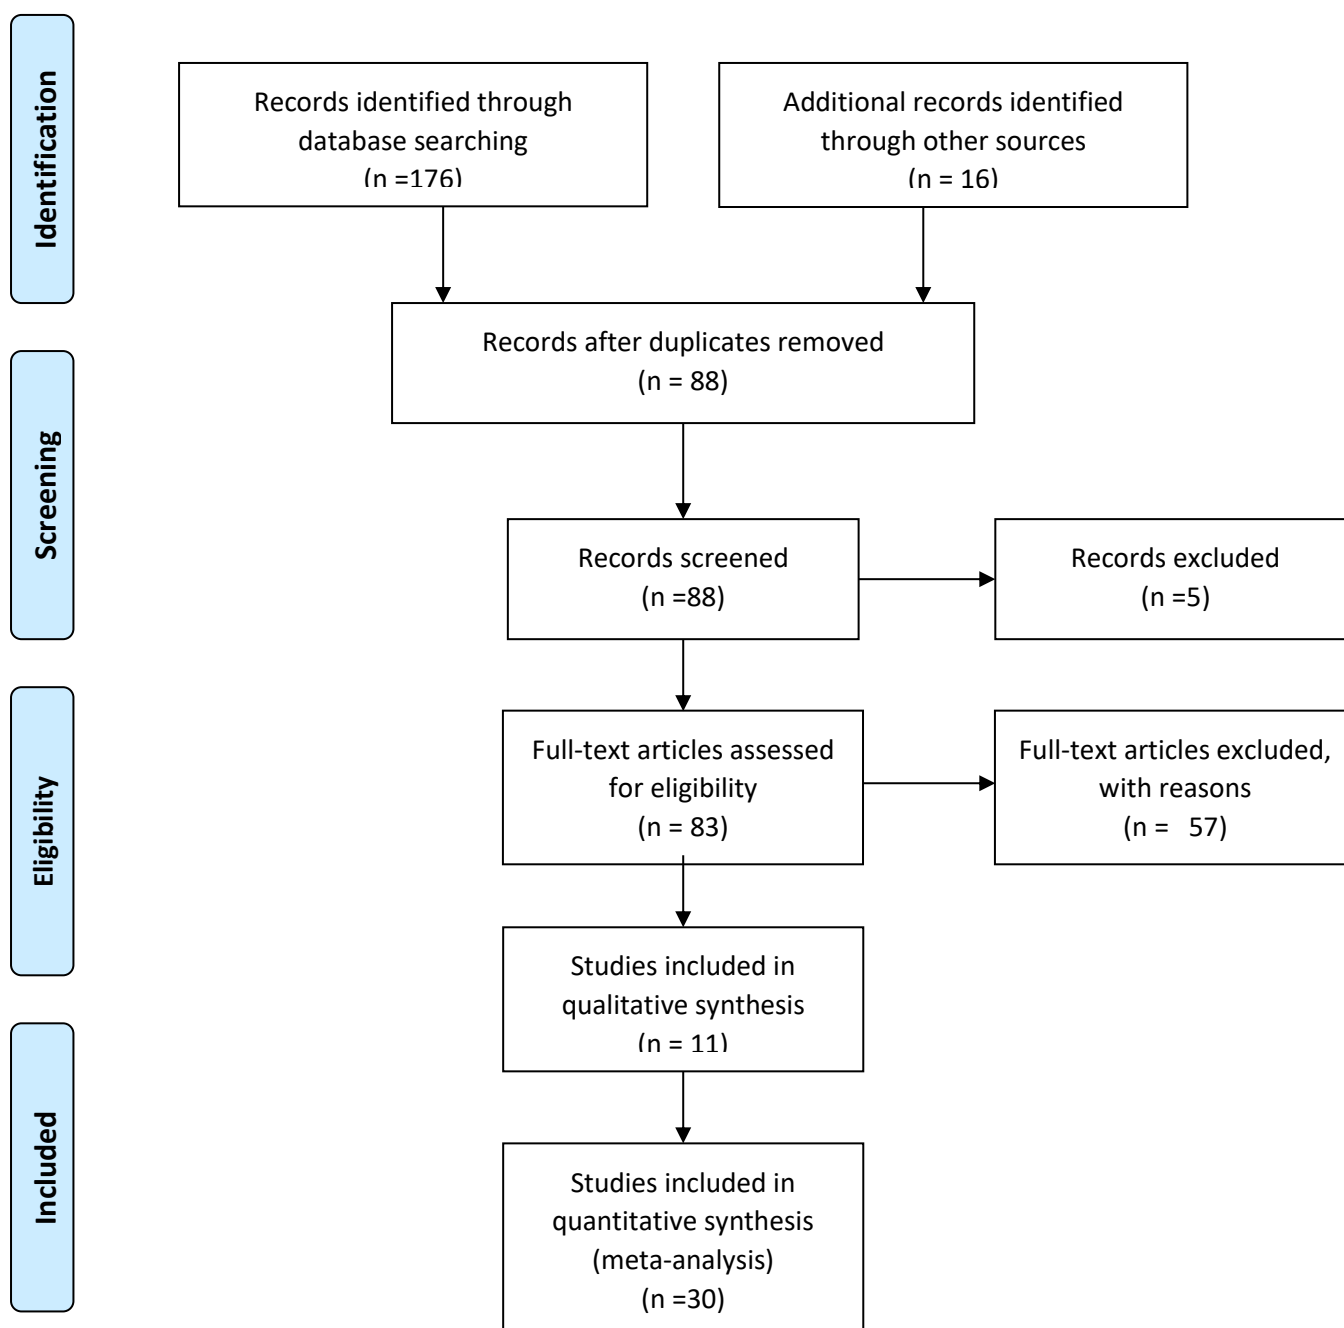 Identification
Records identified through
database searching
(n =176)
Additional records identified
through other sources
(n = 16)
Records after duplicates removed
(n = 88)
Screening
Records screened
(n =88)
Records excluded
(n =5)
Eligibility
Full-text articles assessed
for eligibility
(n = 83)
Full-text articles excluded,
with reasons
(n = 57)
Studies included in
qualitative synthesis
(n = 11)
Included
Studies included in
quantitative synthesis
(meta-analysis)
(n =30)